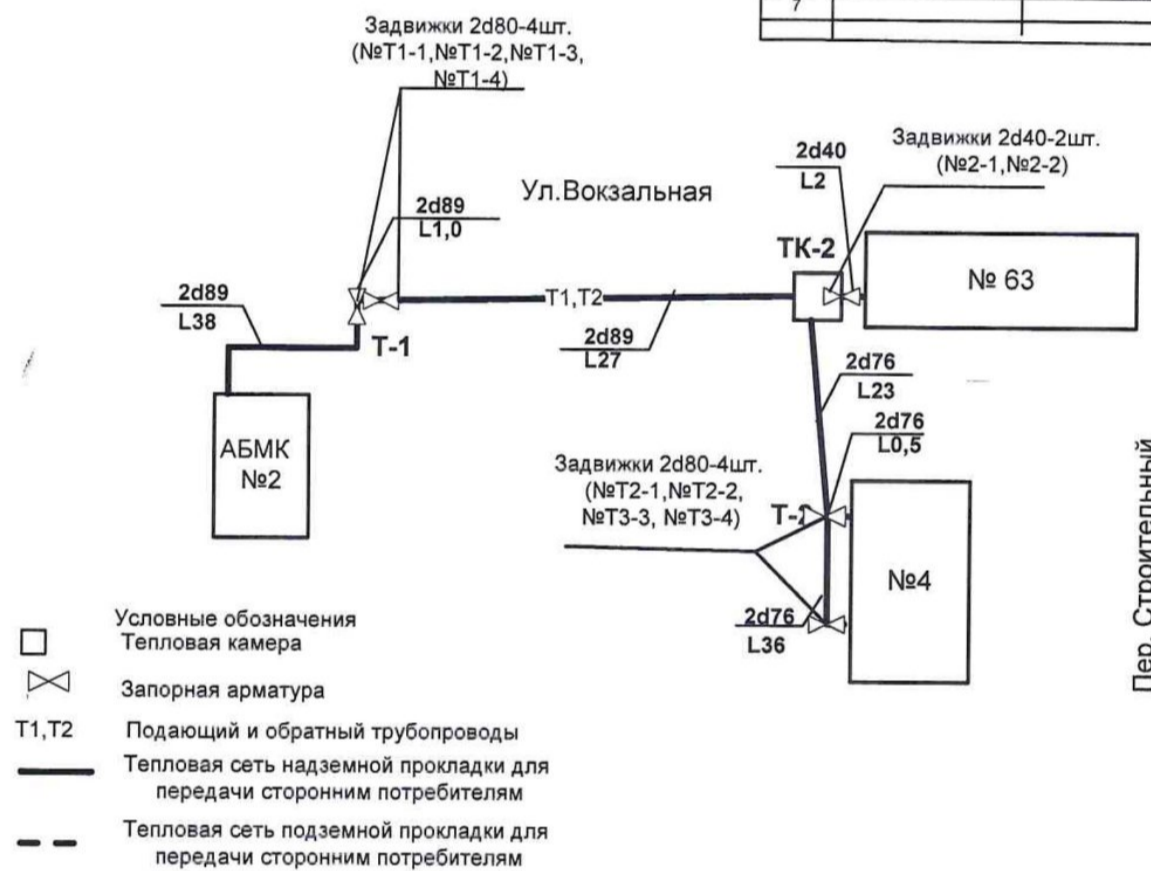 7
Задвижки 2d80-4шт.
(№Т1-1,№Т1-2,№Т1-3,
№Т1-4)
Задвижки 2d40-2шт.
(№2-1,№2-2)
2d40
L2
Ул.Вокзальная
2d89
L1,0
ТК-2
№ 63
2d89
L38
Т1,Т2
Т-1
2d89
L27
2d76
L23
2d76
L0,5
АБМК
№2
Задвижки 2d80-4шт.
(№Т2-1,№Т2-2,
№Т3-3, №Т3-4)
Т-2
№4
2d76
L36
Пер. Строительный
Условные обозначения
Тепловая камера
Запорная арматура
Т1,Т2 Подающий и обратный трубопроводы
Тепловая сеть надземной прокладки для
передачи сторонним потребителям
Тепловая сеть подземной прокладки для
передачи сторонним потребителям